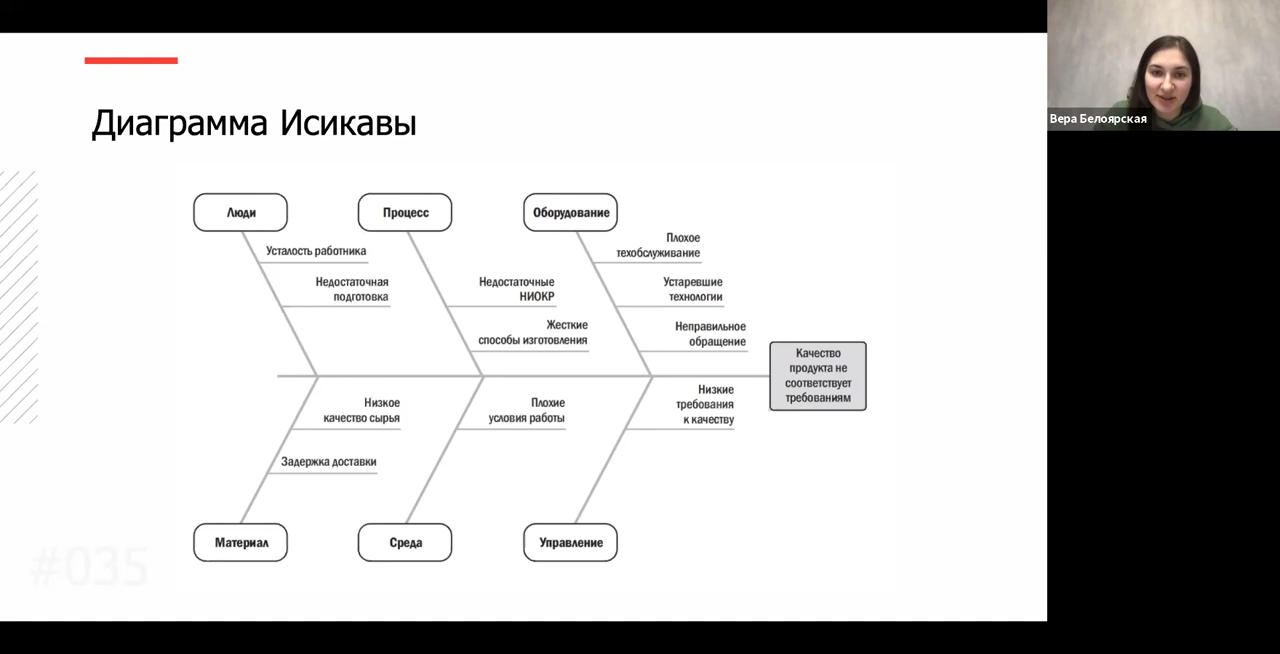 Диаграмма Исикавы
Вера Белоярская
Люди
Процесс
Оборудование
Усталость работника
Недостаточная
подготовка
Недостаточные
НИОКР
Жесткие
способы изготовления
Плохое
техобслуживание
Устаревшие
технологии
Неправильное
обращение
Качество
продукта не
соответствует
требованиям
Низкое
качество сырья
Задержка доставки
Плохие
условия работы
Низкие
требования
к качеству
Материал
Среда
Управление
#035